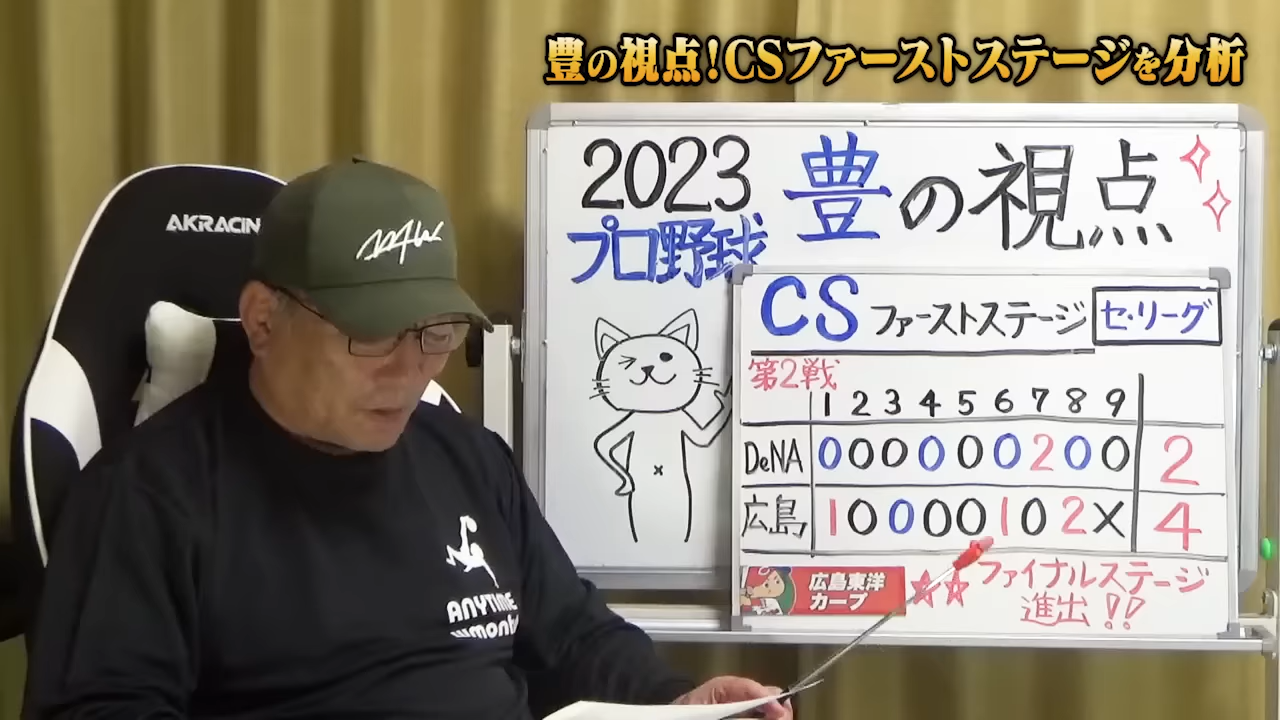 豊の視点!CSファーストステージを分析
2023
プロ野球
豊の視点
CSファーストステージ
セ・リーグ
第2戦
1 2 3 4 5 6 7 8 9
DeNA 0 0 0 0 0 0 2 0 0 2
広島 1 0 0 0 0 1 0 2 X 4
広島東洋
カープ
☆☆ファイナルステージ
進出!!
AKRACIN
ANYTIME